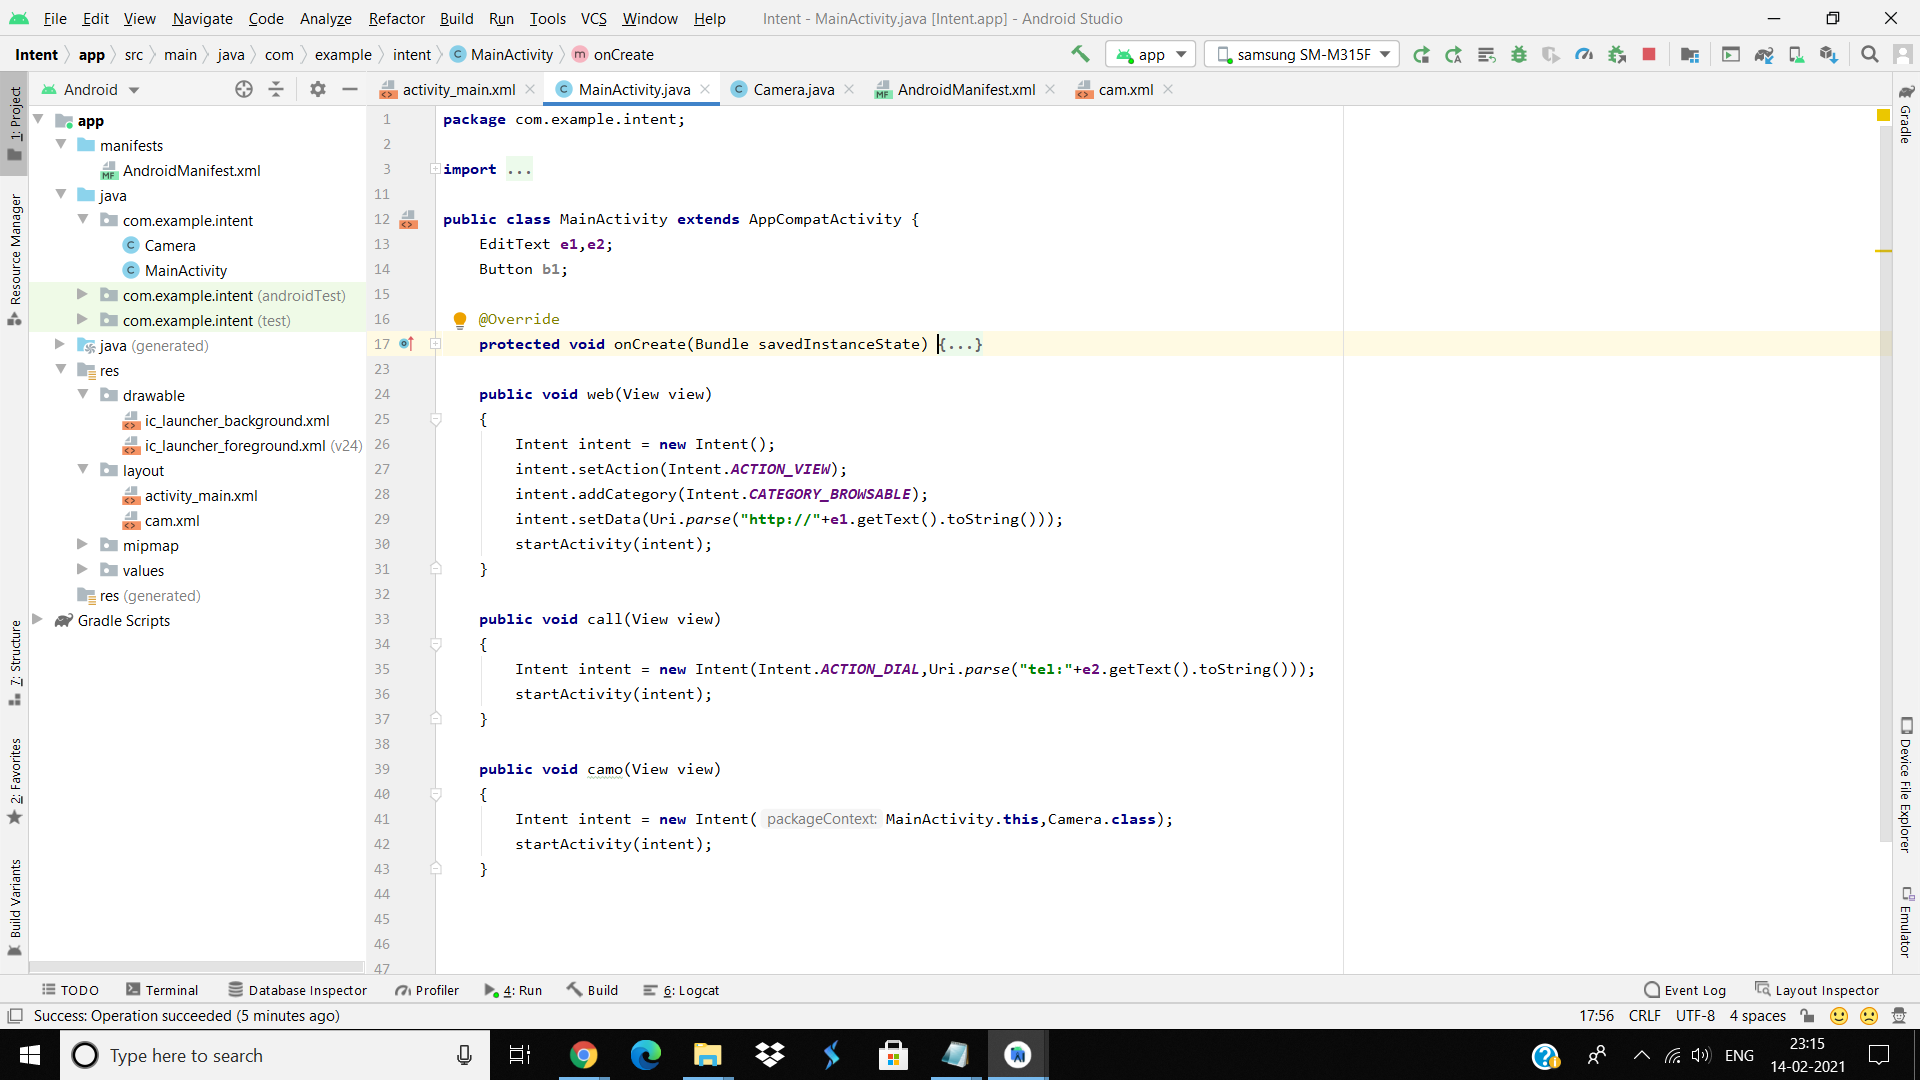 File Edit View Navigate Code Analyze Refactor Build Run Tools VCS Window Help Intent - MainActivity.java [Intent.app] - Android Studio
Intent app src main java com example intent C MainActivity m onCreate app samsung SM-M315F
Android activity_main.xml C MainActivity.java C Camera.java MF AndroidManifest.xml cam.xml
1: Project
Resource Manager
7: Structure
2: Favorites
Build Variants
app
manifests
MF AndroidManifest.xml
java
com.example.intent
C Camera
C MainActivity
com.example.intent (androidTest)
com.example.intent (test)
java (generated)
res
drawable
ic_launcher_background.xml
ic_launcher_foreground.xml (v24)
layout
activity_main.xml
cam.xml
mipmap
values
res (generated)
Gradle Scripts
1 package com.example.intent;
2
3 import ...
11
12 public class MainActivity extends AppCompatActivity {
13 EditText e1,e2;
14 Button b1;
15
16 @Override
17 protected void onCreate(Bundle savedInstanceState) {...}
23
24 public void web(View view)
25 {
26 Intent intent = new Intent();
27 intent.setAction(Intent.ACTION_VIEW);
28 intent.addCategory(Intent.CATEGORY_BROWSABLE);
29 intent.setData(Uri.parse("http://"+e1.getText().toString()));
30 startActivity(intent);
31 }
32
33 public void call(View view)
34 {
35 Intent intent = new Intent(Intent.ACTION_DIAL,Uri.parse("tel:"+e2.getText().toString()));
36 startActivity(intent);
37 }
38
39 public void camo(View view)
40 {
41 Intent intent = new Intent( packageContext: MainActivity.this,Camera.class);
42 startActivity(intent);
43 }
44
45
46
47
Gradle
Device File Explorer
Emulator
TODO Terminal Database Inspector Profiler 4: Run Build 6: Logcat Event Log Layout Inspector
Success: Operation succeeded (5 minutes ago) 17:56 CRLF UTF-8 4 spaces
Type here to search ENG 23:15
14-02-2021